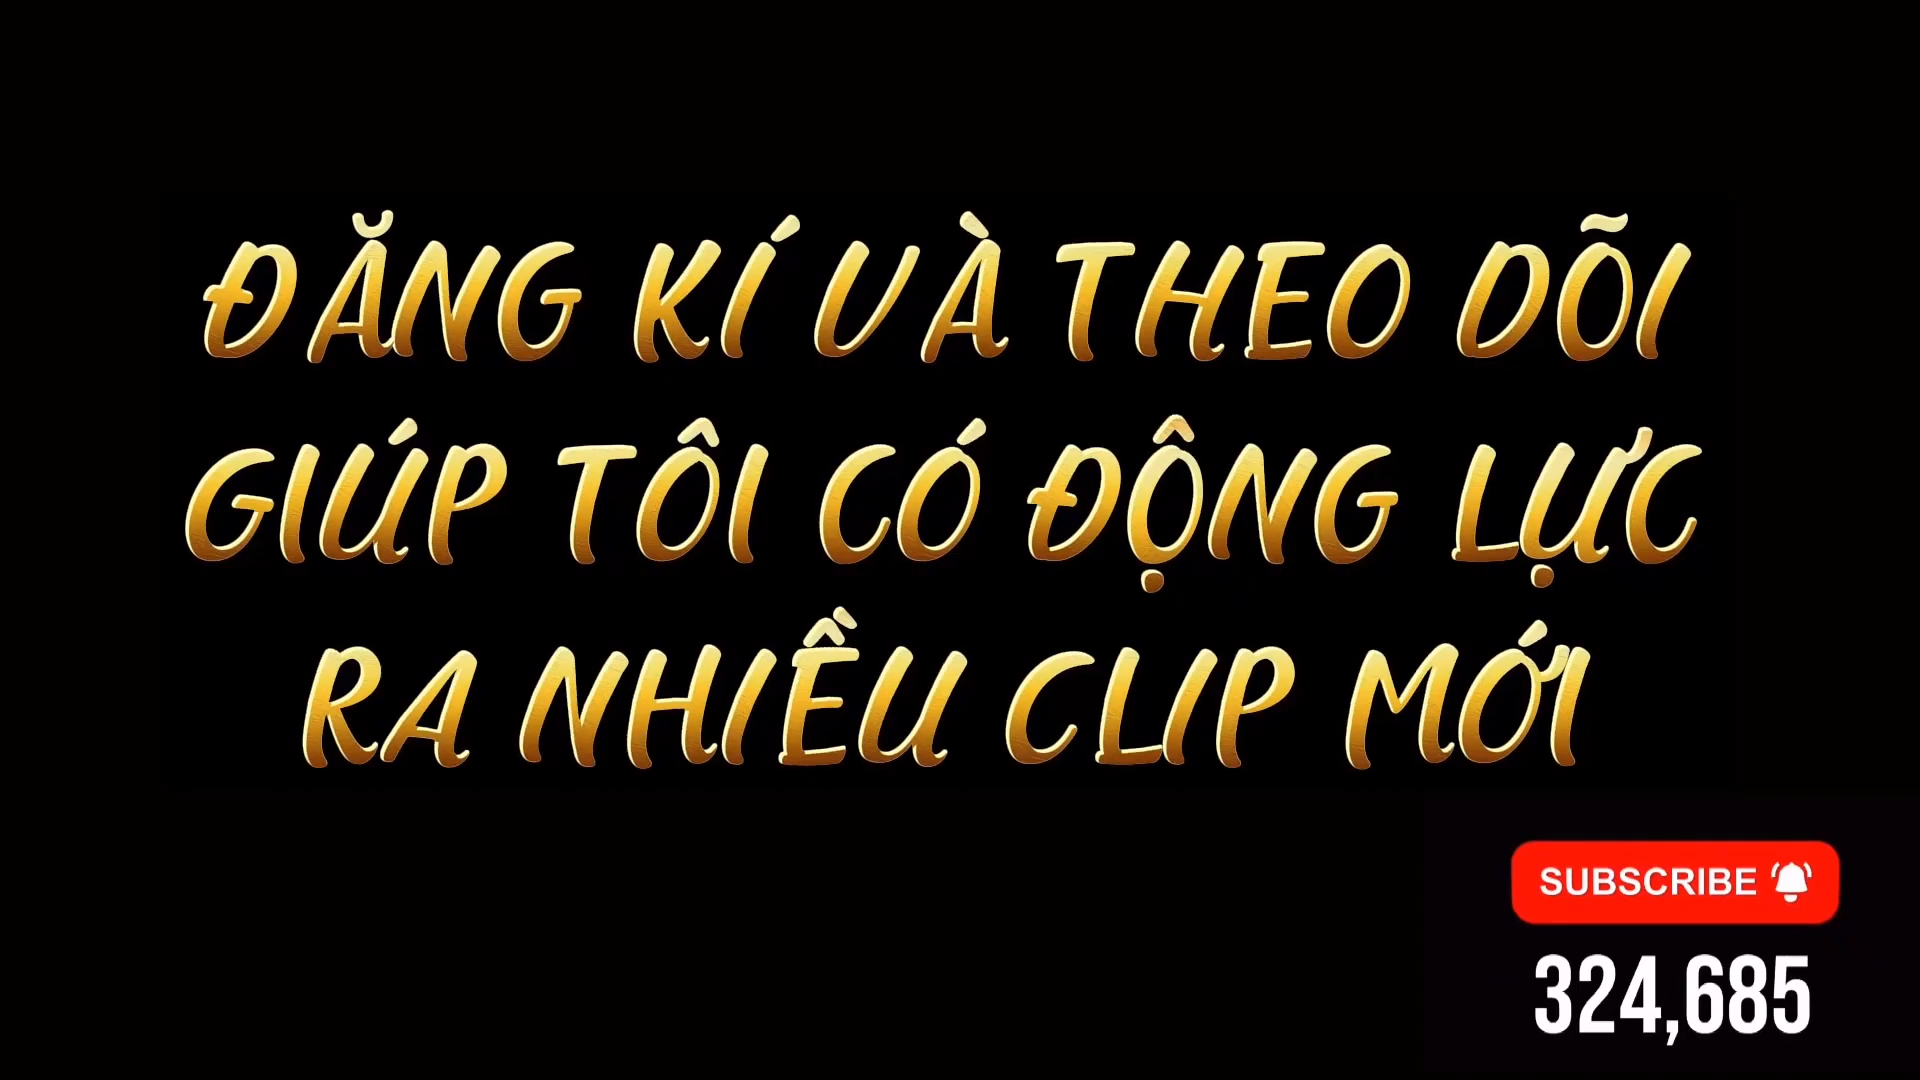 ĐĂNG KÍ VÀ THEO DÕI
GIÚP TÔI CÓ ĐỘNG LỰC
RA NHIỀU CLIP MỚI
SUBSCRIBE
324,685